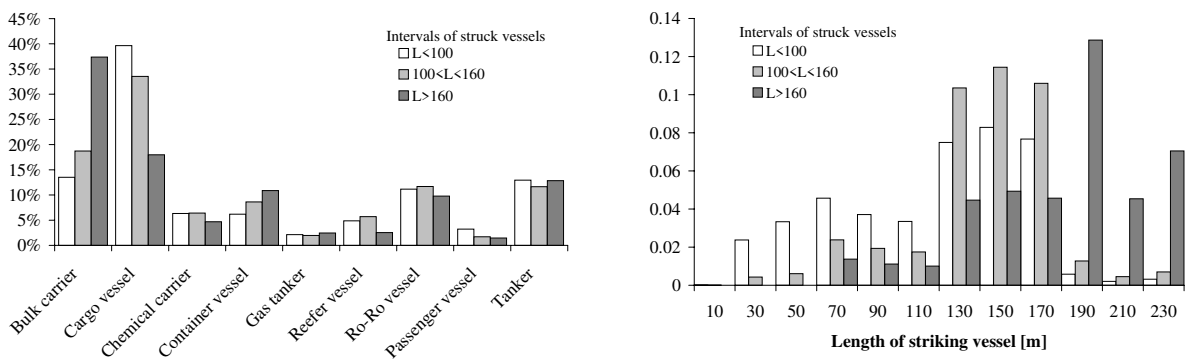 45%
40%
35%
30%
25%
20%
15%
10%
5%
0%
Intervals of struck vessels
L<100
100<L<160
L>160
Bulk carrier
Cargo vessel
Chemical carrier
Container vessel
Gas tanker
Reefer vessel
Ro-Ro vessel
Passenger vessel
Tanker
0.14
0.12
0.1
0.08
0.06
0.04
0.02
0
Intervals of struck vessels
L<100
100<L<160
L>160
10 30 50 70 90 110 130 150 170 190 210 230
Length of striking vessel [m]